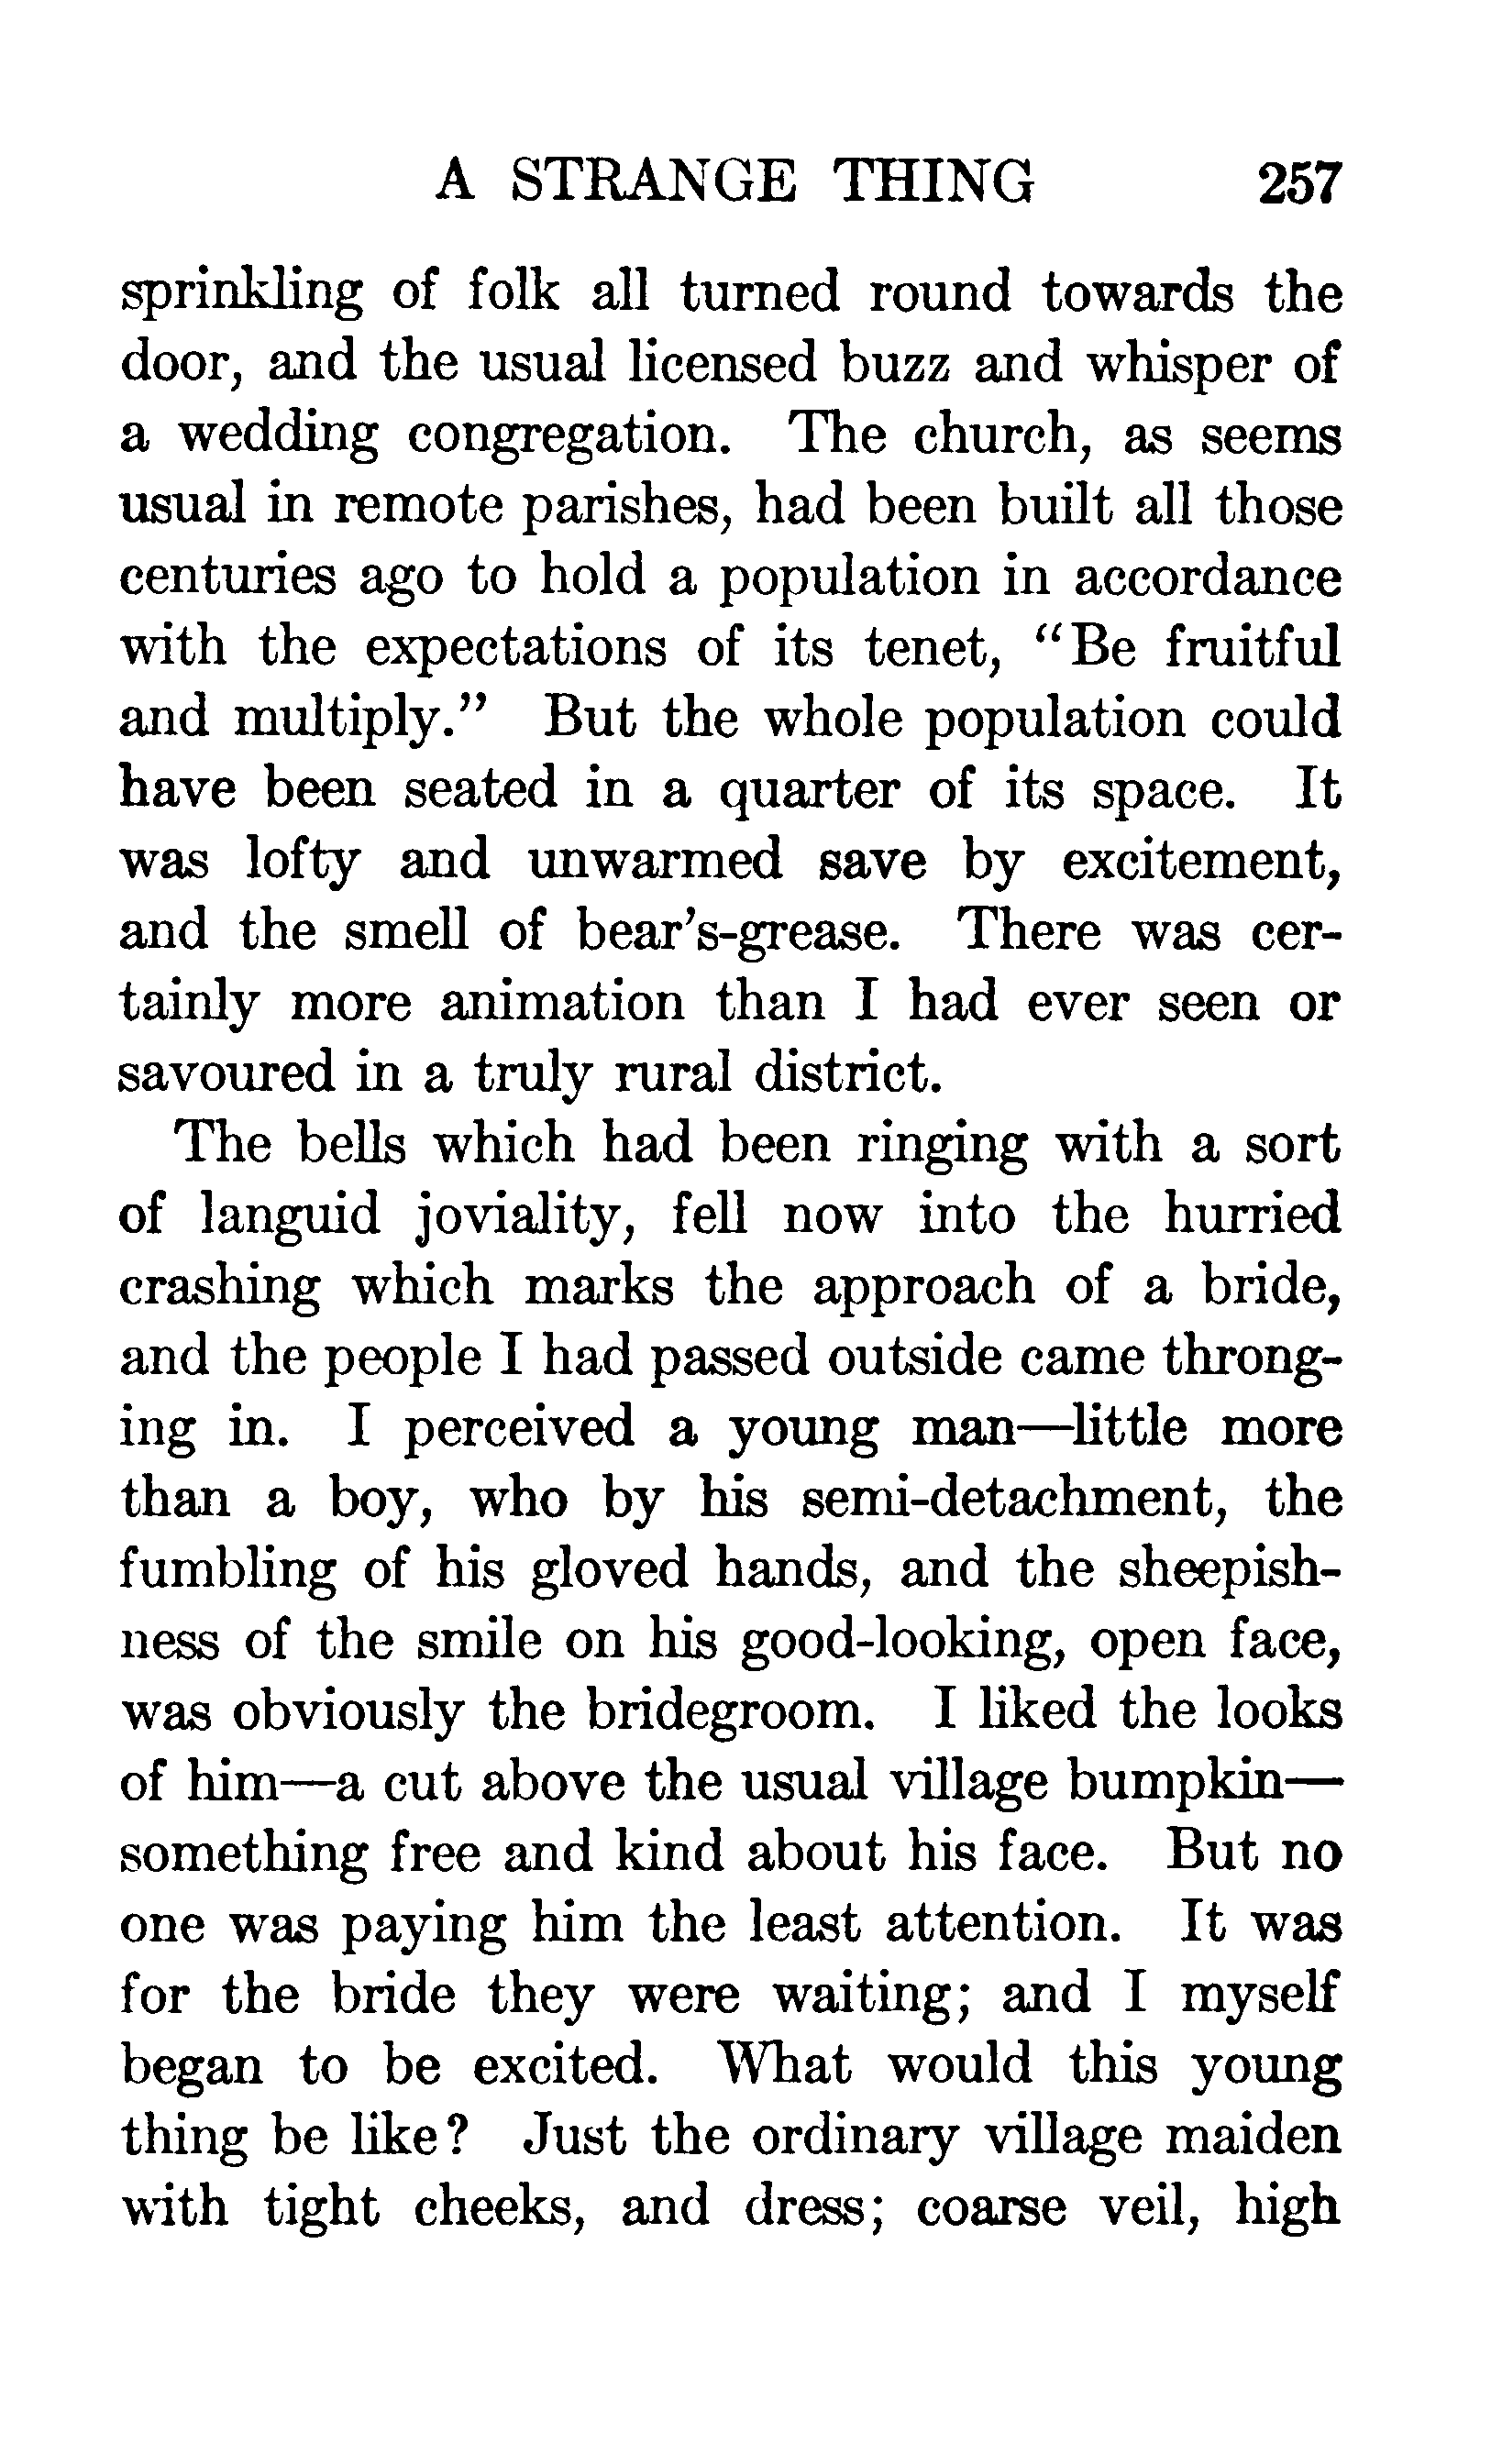 A STRANGE THING 257
sprinkling of folk all turned round towards the
door, and the usual licensed buzz and whisper of
a wedding congregation. The church, as seems
usual in remote parishes, had been built all those
centuries ago to hold a population in accordance
with the expectations of its tenet, "Be fruitful
and multiply." But the whole population could
have been seated in a quarter of its space. It
was lofty and unwarmed save by excitement,
and the smell of bear's-grease. There was cer-
tainly more animation than I had ever seen or
savoured in a truly rural district.
The bells which had been ringing with a sort
of languid joviality, fell now into the hurried
crashing which marks the approach of a bride,
and the people I had passed outside came throng-
ing in. I perceived a young man—little more
than a boy, who by his semi-detachment, the
fumbling of his gloved hands, and the sheepish-
ness of the smile on his good-looking, open face,
was obviously the bridegroom. I liked the looks
of him—a cut above the usual village bumpkin—
something free and kind about his face. But no
one was paying him the least attention. It was
for the bride they were waiting; and I myself
began to be excited. What would this young
thing be like? Just the ordinary village maiden
with tight cheeks, and dress; coarse veil, high